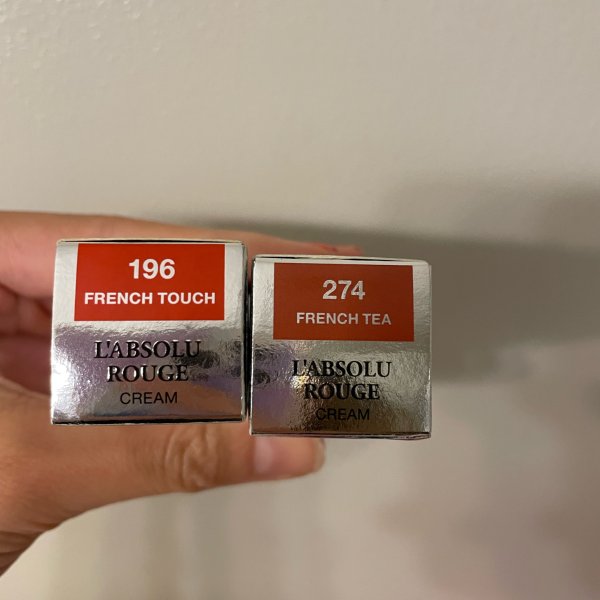 196
FRENCH TOUCH
L'ABSOLU
ROUGE
CREAM
274
FRENCH TEA
L'ABSOLU
ROUGE
CREAM